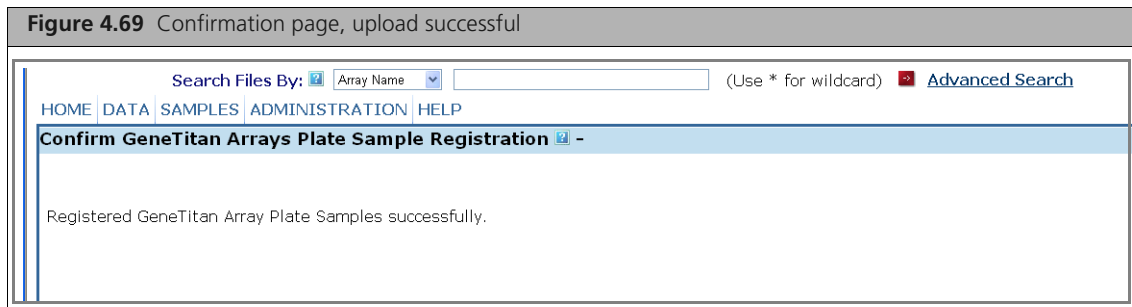 Figure 4.69 Confirmation page, upload successful
Search Files By: ? Array Name (Use * for wildcard) Advanced Search
HOME DATA SAMPLES ADMINISTRATION HELP
Confirm GeneTitan Arrays Plate Sample Registration ? –
Registered GeneTitan Array Plate Samples successfully.